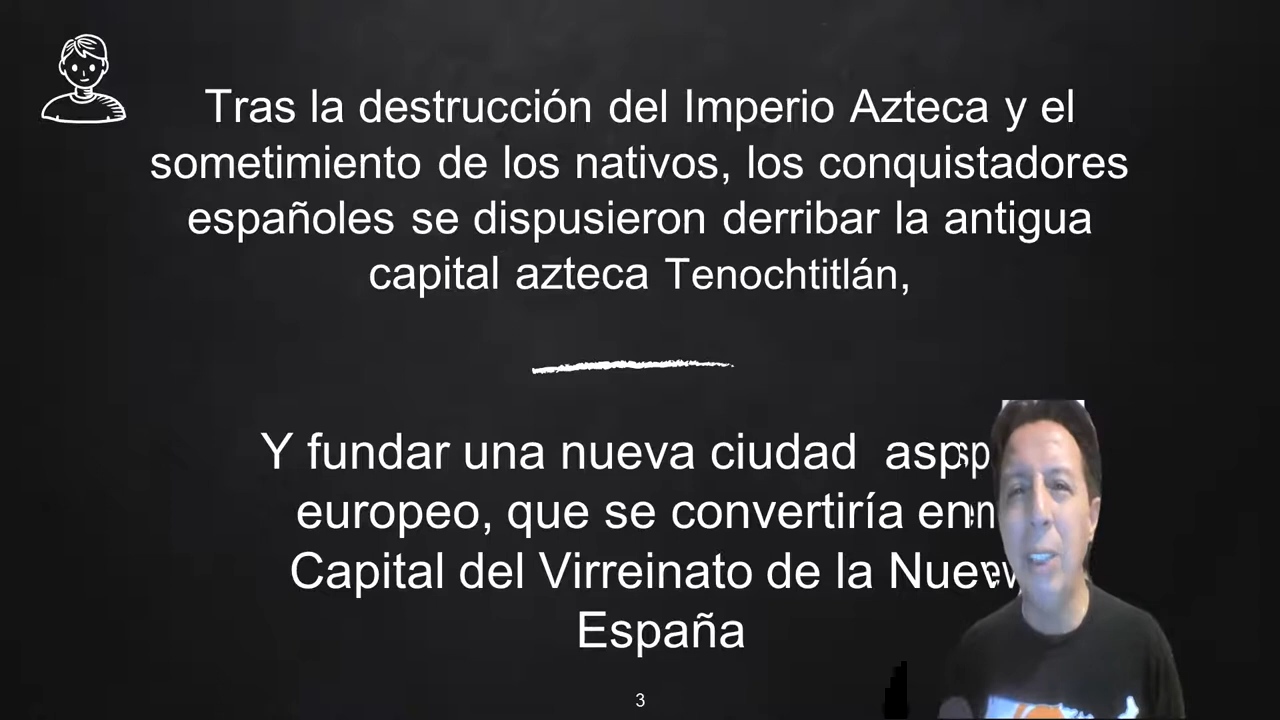 Tras la destrucción del Imperio Azteca y el
sometimiento de los nativos, los conquistadores
españoles se dispusieron derribar la antigua
capital azteca Tenochtitlán,
Y fundar una nueva ciudad
europeo, que se convertiría en
Capital del Virreinato de la
España
3